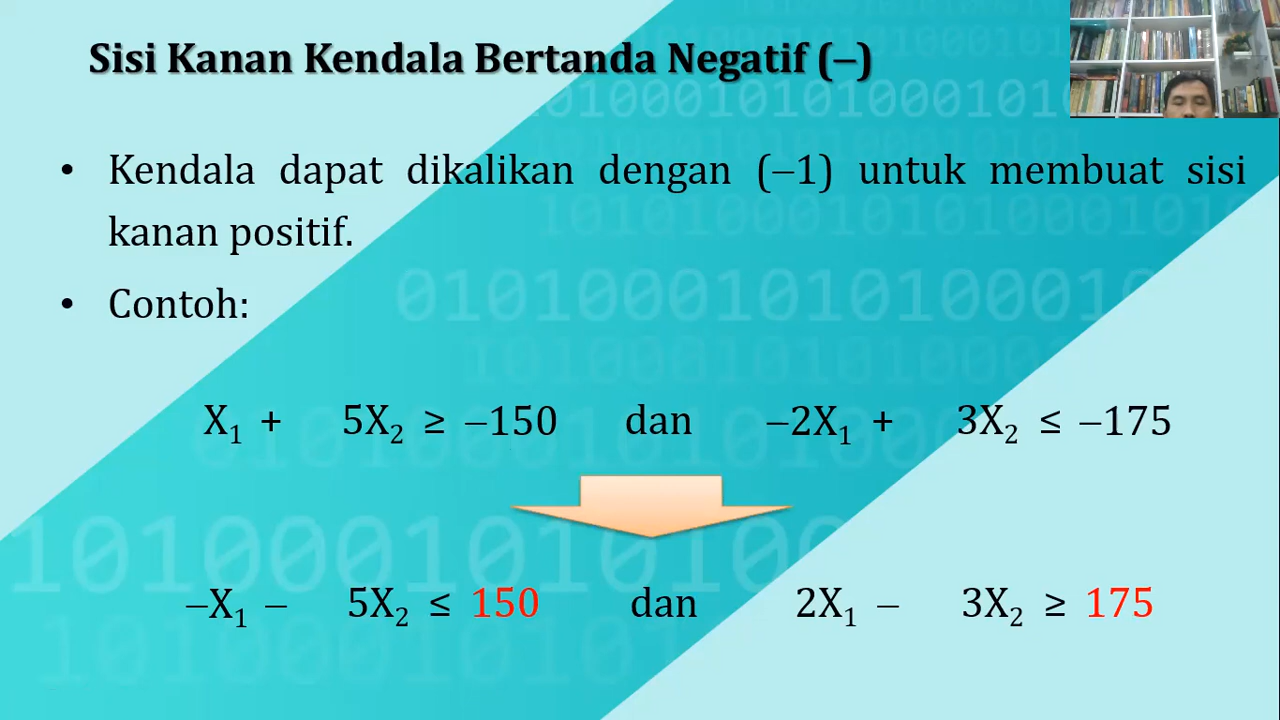 Sisi Kanan Kendala Bertanda Negatif (–)
• Kendala dapat dikalikan dengan (–1) untuk membuat sisi
kanan positif.
• Contoh:
X₁ + 5X₂ ≥ –150 dan –2X₁ + 3X₂ ≤ –175
–X₁ – 5X₂ ≤ 150 dan 2X₁ – 3X₂ ≥ 175